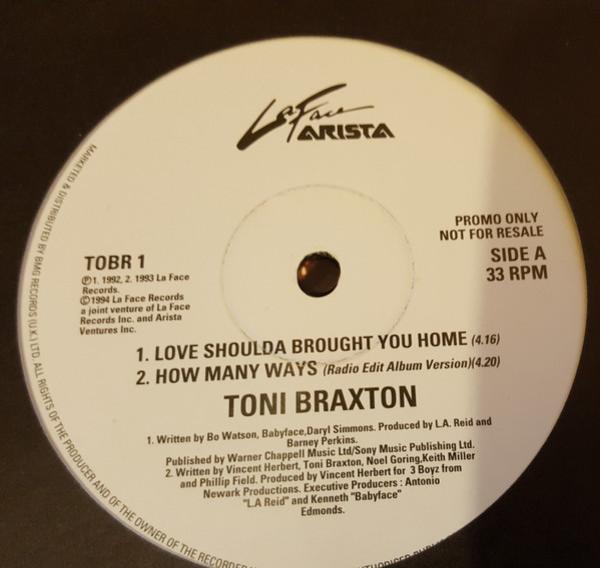 La Face
ARISTA
PROMO ONLY
NOT FOR RESALE
SIDE A
33 RPM
TOBR 1
℗1. 1992, 2. 1993 La Face
Records.
©1994 La Face Records
a joint venture of La Face
Records Inc. and Arista
Ventures Inc.
1. LOVE SHOULDA BROUGHT YOU HOME (4.16)
2. HOW MANY WAYS (Radio Edit Album Version)(4.20)
TONI BRAXTON
1. Written by Bo Watson, Babyface,Daryl Simmons. Produced by L.A. Reid and
Barney Perkins.
Published by Warner Chappell Music Ltd/Sony Music Publishing Ltd.
2. Written by Vincent Herbert, Toni Braxton, Noel Goring,Keith Miller
and Phillip Field. Produced by Vincent Herbert for 3 Boyz from
Newark Productions. Executive Producers : Antonio
"L.A Reid" and Kenneth "Babyface"
Edmonds.
MARKETED & DISTRIBUTED BY BMG RECORDS (U.K.) LTD. ALL RIGHTS OF THE PRODUCER AND OF THE OWNER OF THE RECORDED